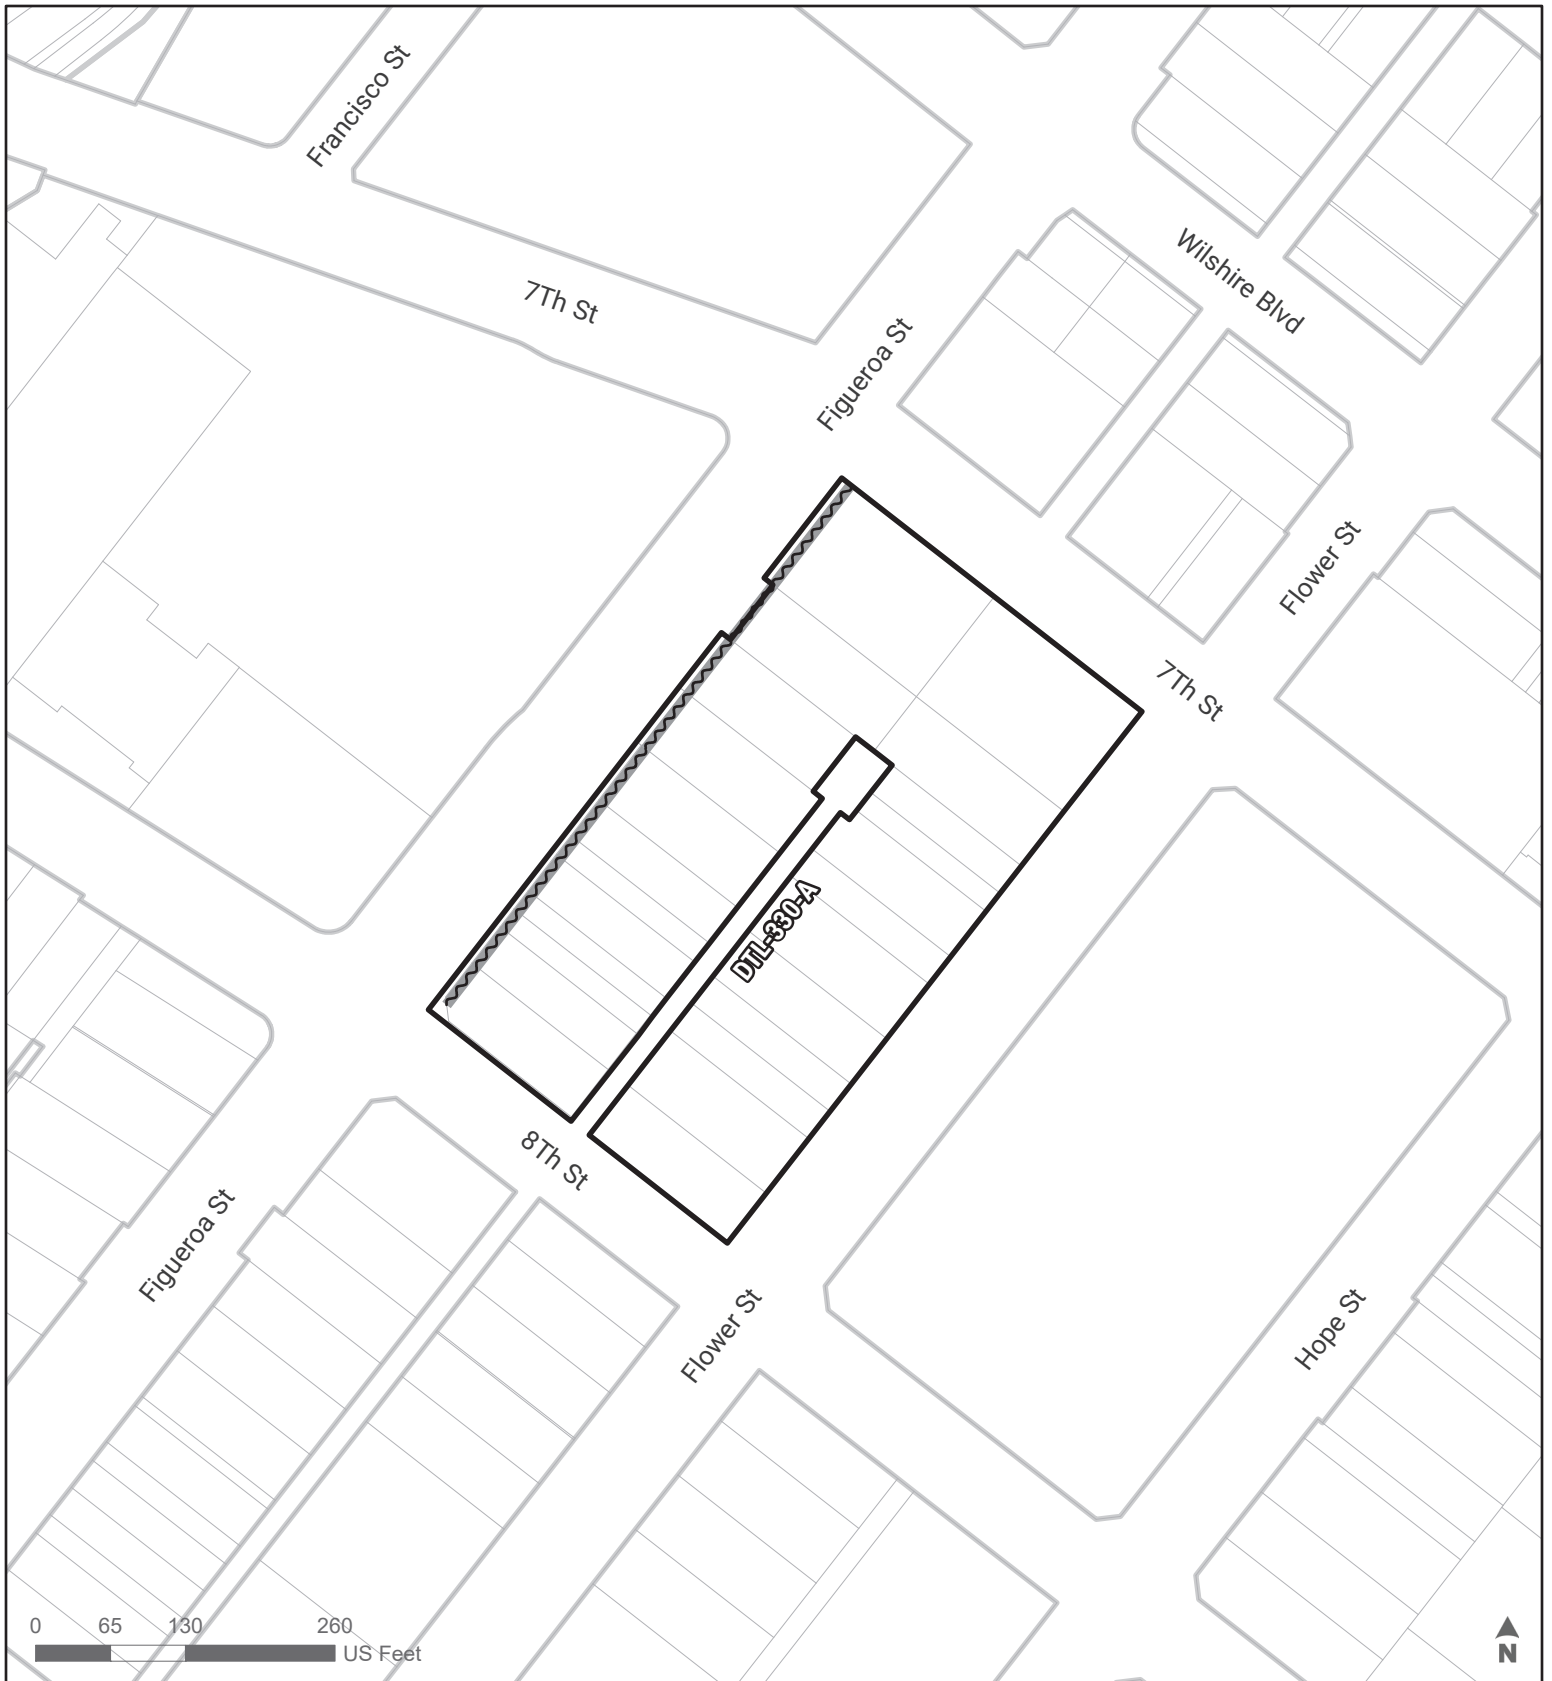 Francisco St
Wilshire Blvd
7Th St
Figueroa St
Flower St
7Th St
DTL-330-A
8Th St
Figueroa St
Flower St
Hope St
0 65 130 260
US Feet
N